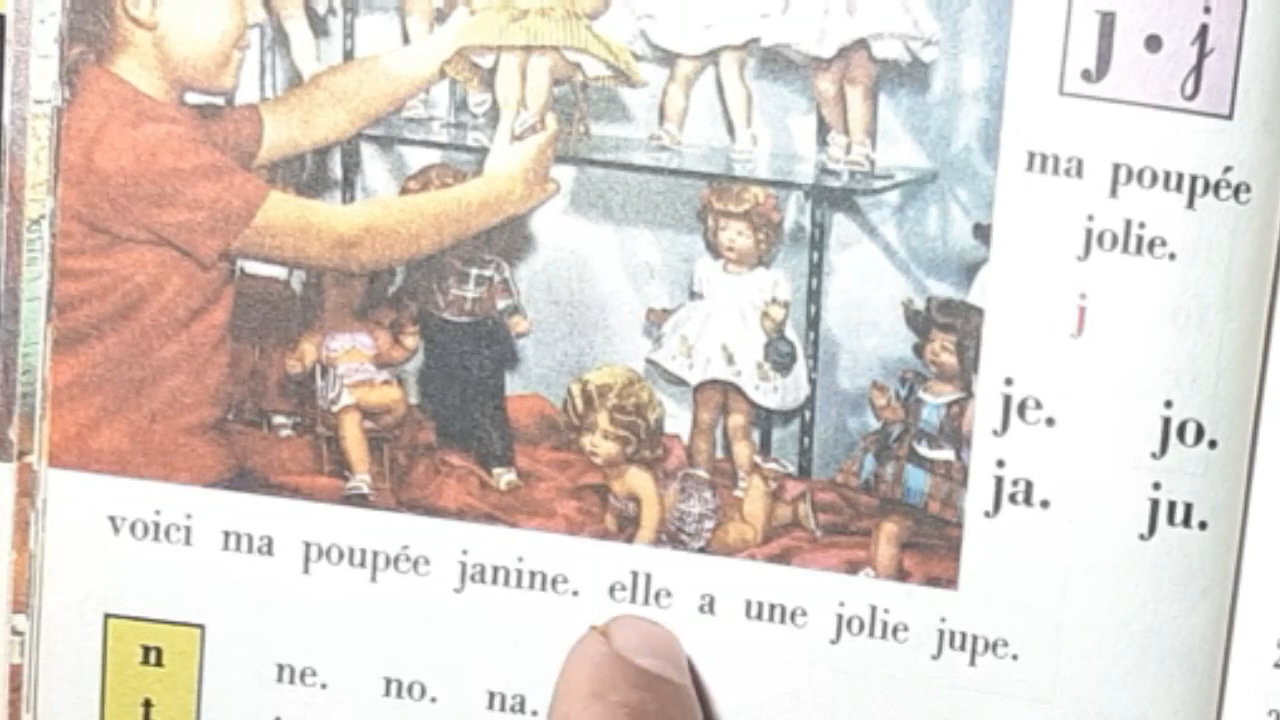 j • j
ma poupée
jolie.
j
je. jo.
ja. ju.
voici ma poupée janine. elle a une jolie jupe.
n ne. no. na.
t